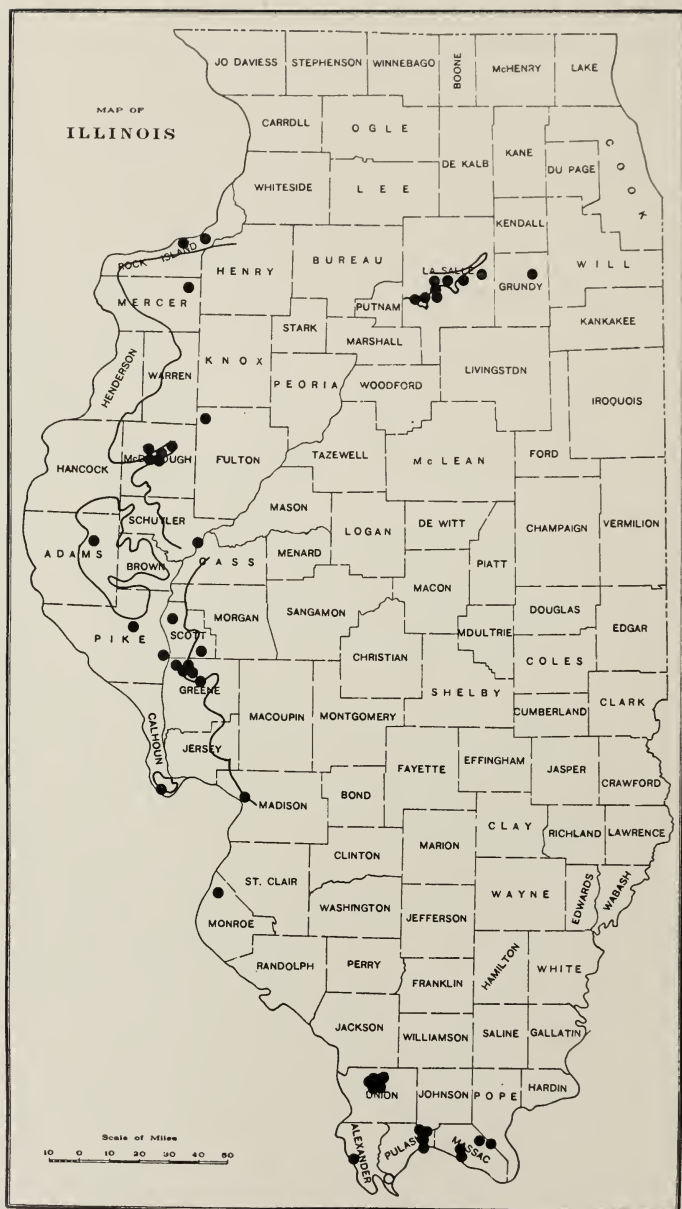 JO DAVIESS STEPHENSON WINNEBAGO BOONE McHENRY LAKE
MAP OF
ILLINOIS
CARROLL OGLE DE KALB KANE DU PAGE COOK
WHITESIDE LEE
KENDALL
ROCK ISLAND HENRY BUREAU LA SALLE GRUNDY WILL
MERCER PUTNAM
KANKAKEE
STARK MARSHALL
HENDERSON WARREN KNOX PEORIA WOODFORD LIVINGSTON IROQUOIS
HANCOCK McDONOUGH FULTON TAZEWELL McLEAN FORD
MASON
SCHUYLER LOGAN DE WITT CHAMPAIGN VERMILION
ADAMS BROWN CASS MENARD PIATT
MACON
PIKE SCOTT MORGAN SANGAMON DOUGLAS EDGAR
MDULTRIE
CHRISTIAN COLES
GREENE SHELBY
CALHOUN MACOUPIN MONTGOMERY CUMBERLAND CLARK
JERSEY
FAYETTE EFFINGHAM JASPER CRAWFORD
MADISON BOND
CLAY RICHLAND LAWRENCE
CLINTON MARION
ST. CLAIR
WASHINGTON JEFFERSON WAYNE EDWARDS WABASH
MONROE
RANDOLPH PERRY HAMILTON WHITE
FRANKLIN
JACKSON WILLIAMSON SALINE GALLATIN
UNION JOHNSON POPE HARDIN
ALEXANDER PULASKI MASSAC
Scale of Miles
10 0 10 20 30 40 50